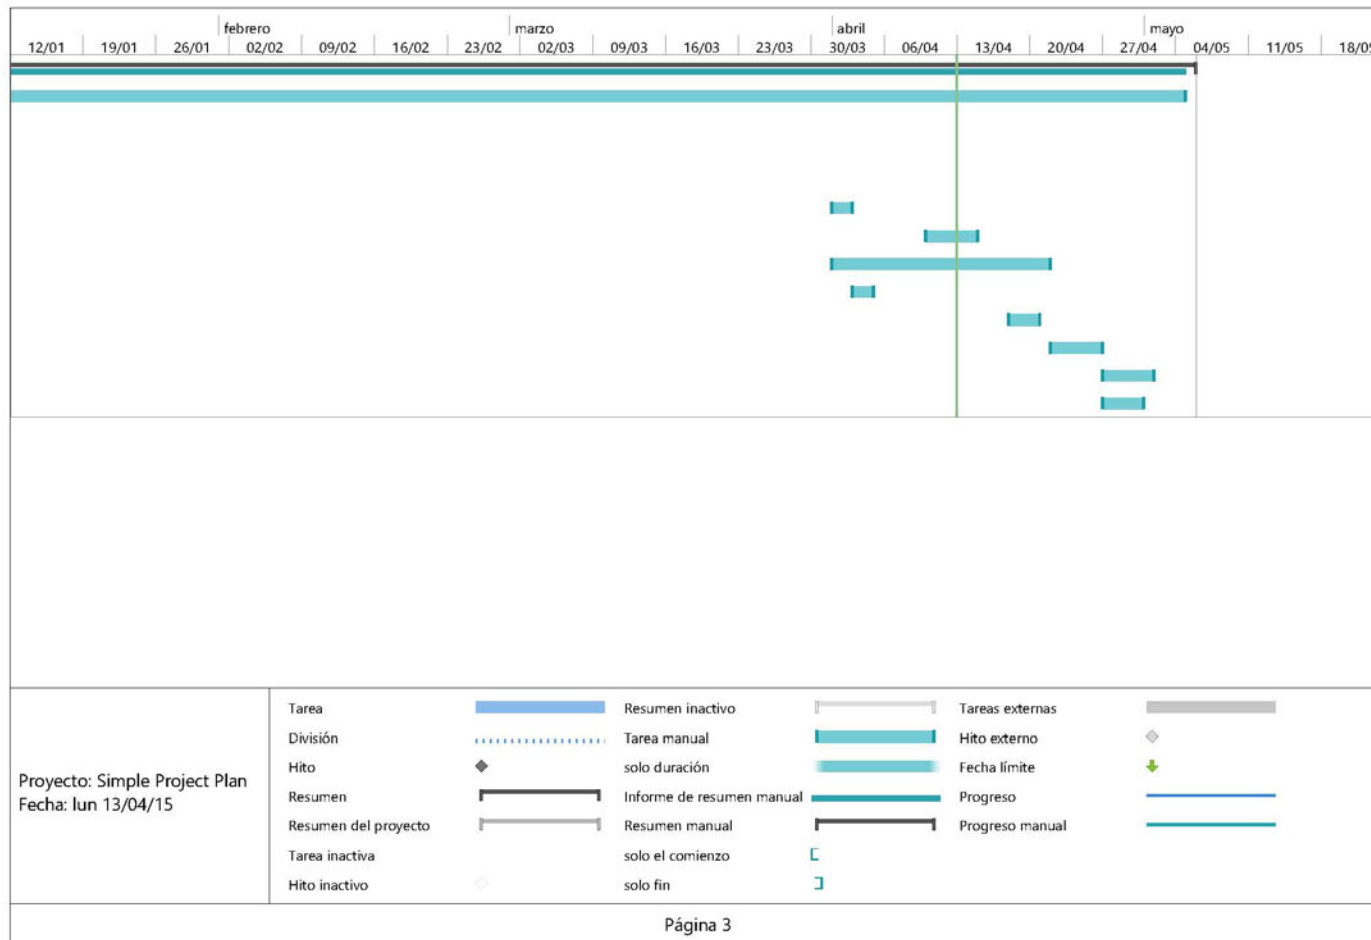 febrero marzo abril mayo
12/01 19/01 26/01 02/02 09/02 16/02 23/02 02/03 09/03 16/03 23/03 30/03 06/04 13/04 20/04 27/04 04/05 11/05
Proyecto: Simple Project Plan
Fecha: lun 13/04/15
Tarea Resumen inactivo Tareas externas
División Tarea manual Hito externo
Hito solo duración Fecha límite
Resumen Informe de resumen manual Progreso
Resumen del proyecto Resumen manual Progreso manual
Tarea inactiva solo el comienzo
Hito inactivo solo fin
Página 3